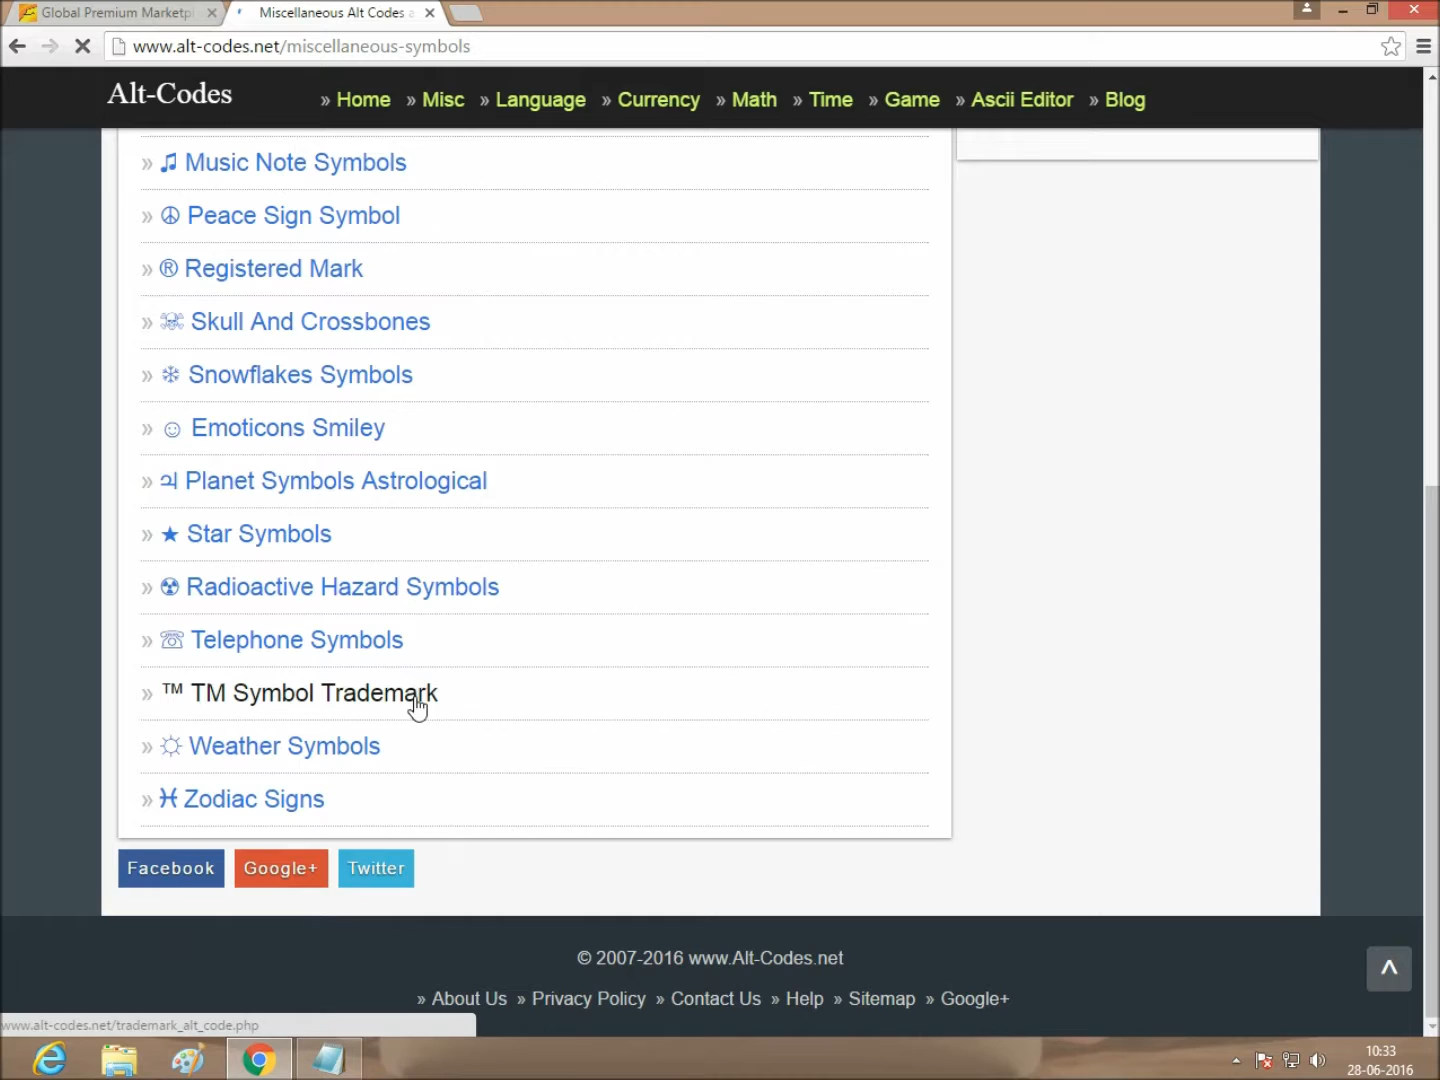 Global Premium Marketpl
Miscellaneous Alt Codes a
www.alt-codes.net/miscellaneous-symbols
Alt-Codes
» Home » Misc » Language » Currency » Math » Time » Game » Ascii Editor » Blog
» ♫ Music Note Symbols
» ☮ Peace Sign Symbol
» ® Registered Mark
» ☠ Skull And Crossbones
» ❄ Snowflakes Symbols
» ☺ Emoticons Smiley
» ♃ Planet Symbols Astrological
» ★ Star Symbols
» ☢ Radioactive Hazard Symbols
» ☏ Telephone Symbols
» ™ TM Symbol Trademark
» ☼ Weather Symbols
» ♓ Zodiac Signs
Facebook Google+ Twitter
© 2007-2016 www.Alt-Codes.net
» About Us » Privacy Policy » Contact Us » Help » Sitemap » Google+
www.alt-codes.net/trademark_alt_code.php
10:33
28-06-2016